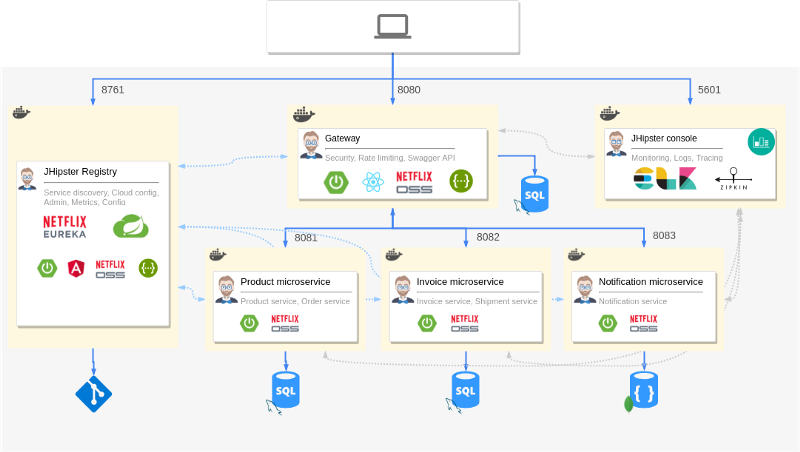 8761
8080
5601
JHipster Registry
Service discovery, Cloud config,
Admin, Metrics, Config
NETFLIX
EUREKA
NETFLIX
OSS
Gateway
Security, Rate limiting, Swagger API
NETFLIX
OSS
SQL
JHipster console
Monitoring, Logs, Tracing
ZIPKIN
8081
8082
8083
Product microservice
Product service, Order service
NETFLIX
OSS
Invoice microservice
Invoice service, Shipment service
NETFLIX
OSS
Notification microservice
Notification service
NETFLIX
OSS
SQL
SQL
{ }